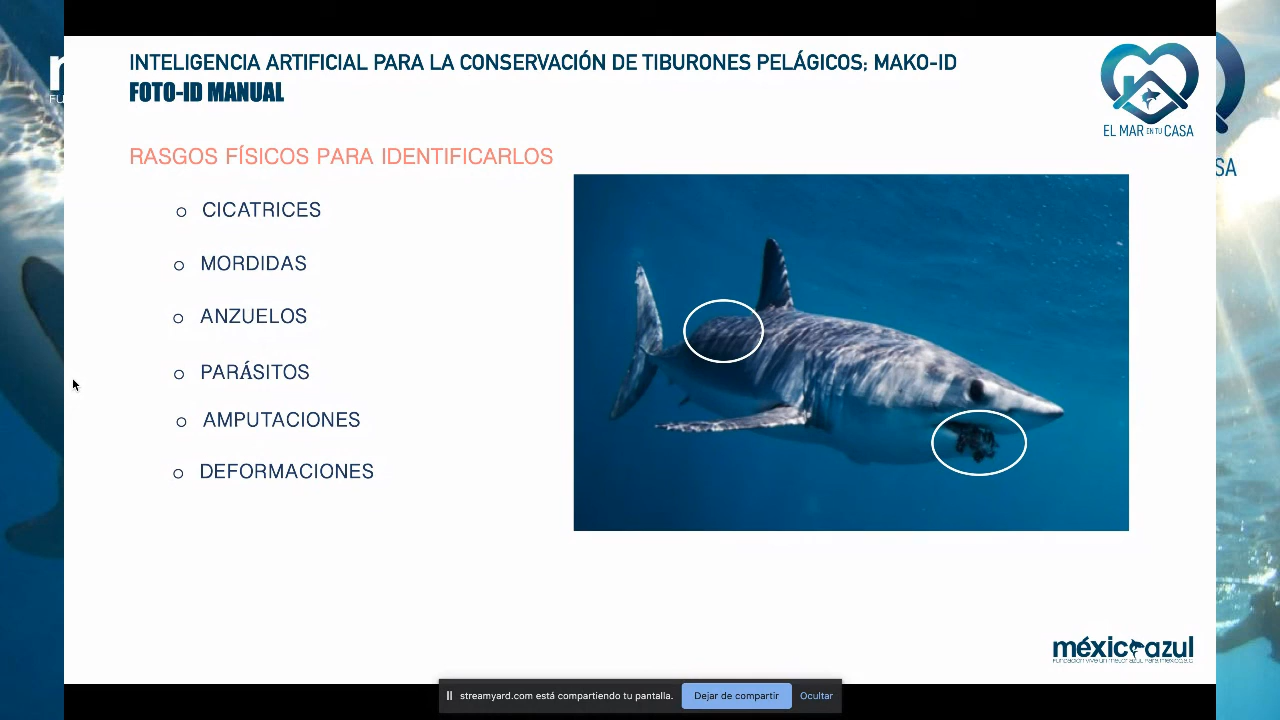 INTELIGENCIA ARTIFICIAL PARA LA CONSERVACIÓN DE TIBURONES PELÁGICOS; MAKO-ID
FOTO-ID MANUAL
EL MAR EN TU CASA
RASGOS FÍSICOS PARA IDENTIFICARLOS
CICATRICES
MORDIDAS
ANZUELOS
PARÁSITOS
AMPUTACIONES
DEFORMACIONES
SA
FU
méxicoazul
streamyard.com está compartiendo tu pantalla.
Dejar de compartir
Ocultar